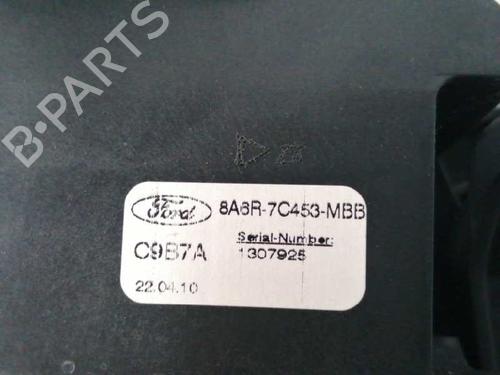 B-PARTS
Ford 8A6R-7C453-MBB
Serial-Number:
C9B7A 1307925
22.04.10